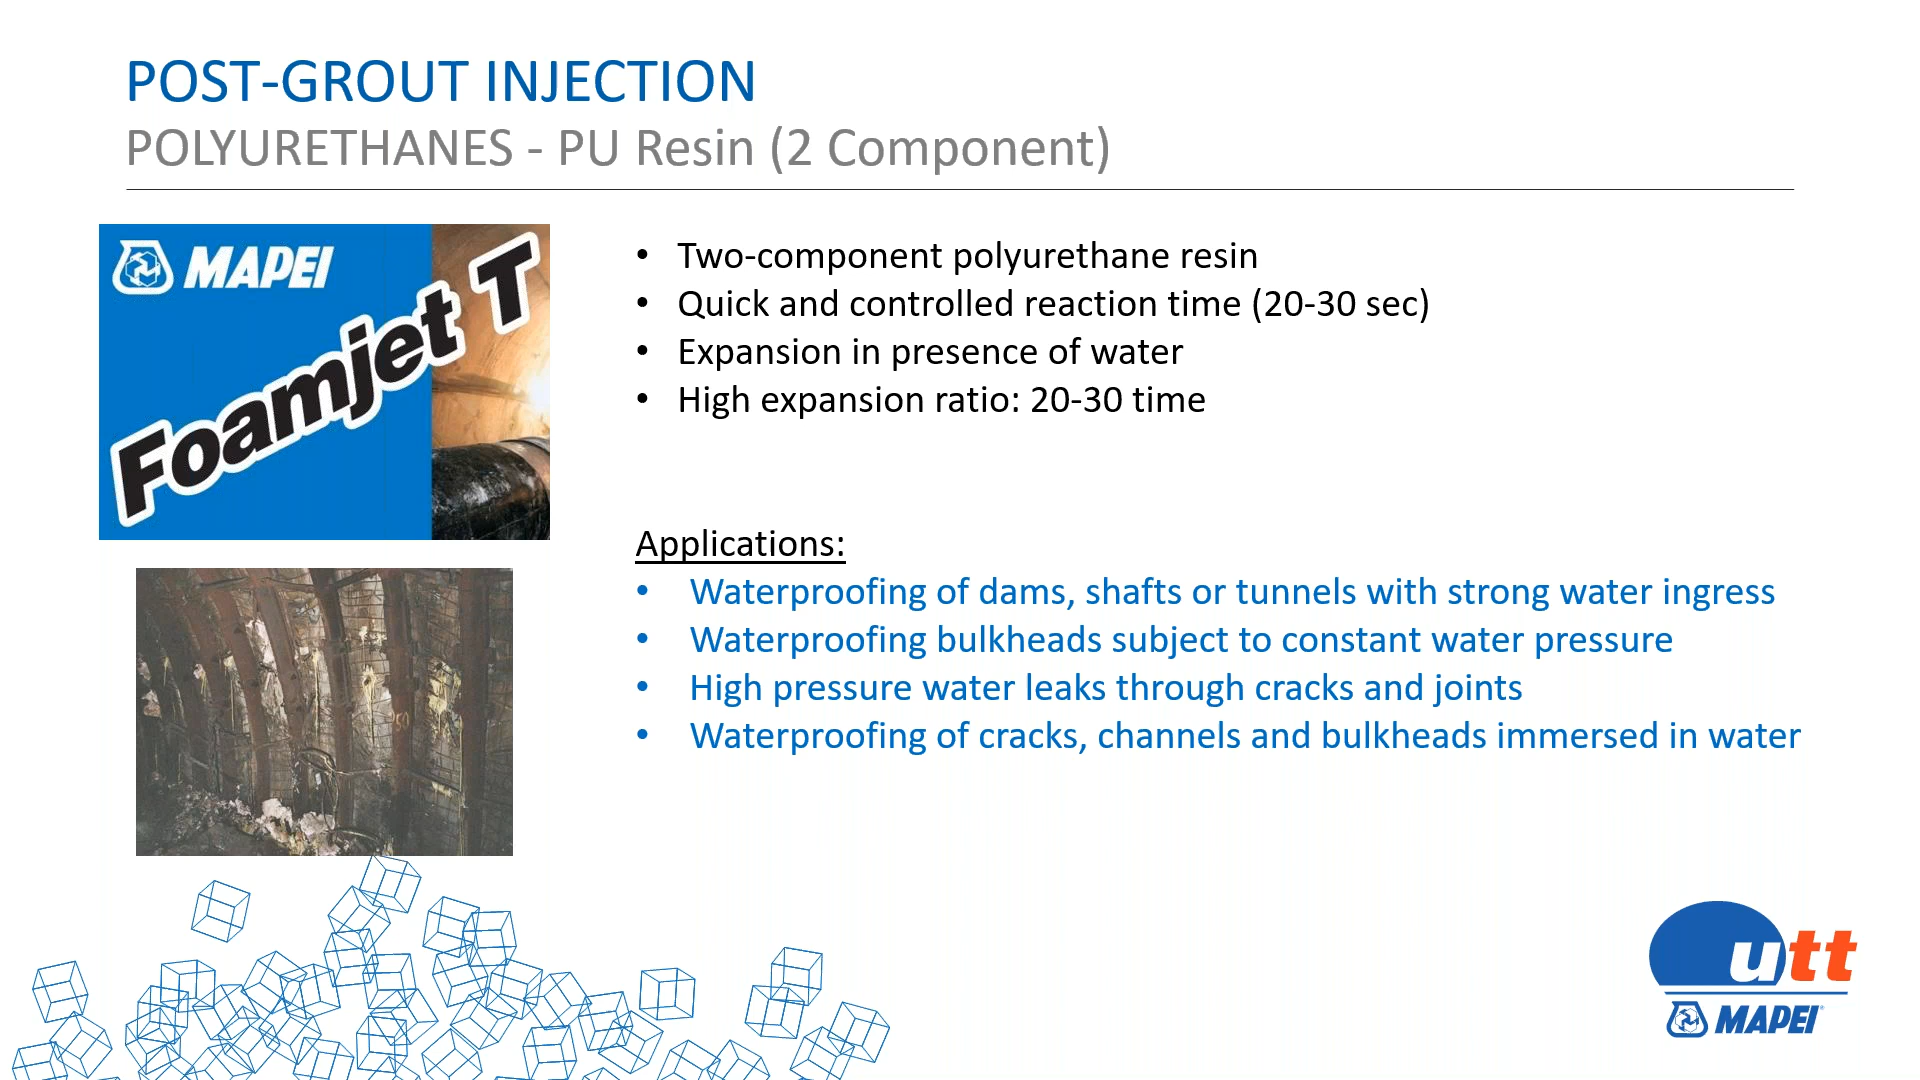 POST-GROUT INJECTION
POLYURETHANES - PU Resin (2 Component)
MAPEI
Foamjet T
• Two-component polyurethane resin
• Quick and controlled reaction time (20-30 sec)
• Expansion in presence of water
• High expansion ratio: 20-30 time
Applications:
• Waterproofing of dams, shafts or tunnels with strong water ingress
• Waterproofing bulkheads subject to constant water pressure
• High pressure water leaks through cracks and joints
• Waterproofing of cracks, channels and bulkheads immersed in water
utt
MAPEI®